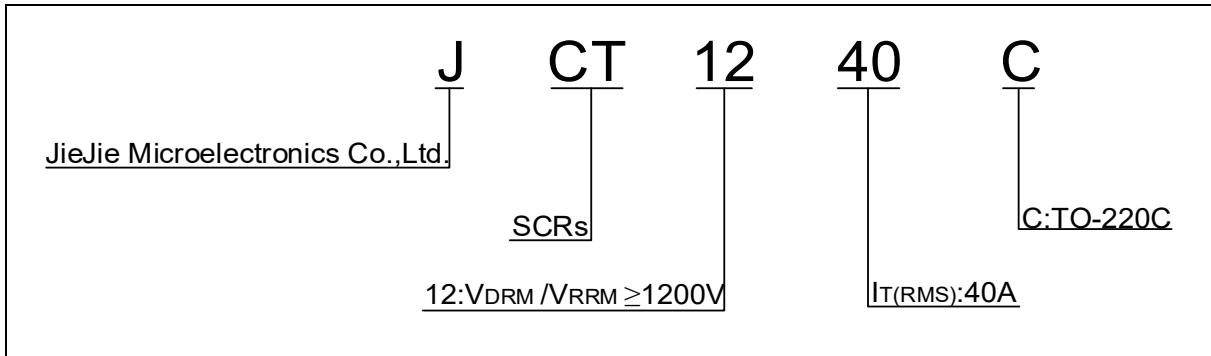 J CT 12 40 C
JieJie Microelectronics Co.,Ltd.
SCRs
C:TO-220C
12:VDRM /VRRM ≥1200V
IT(RMS):40A